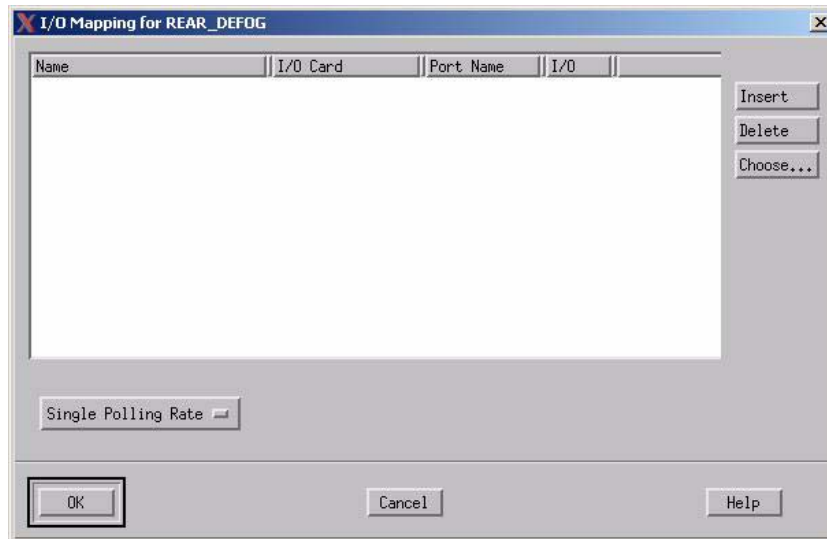 I/O Mapping for REAR_DEFOG
Name I/O Card Port Name I/O
Insert
Delete
Choose...
Single Polling Rate
OK Cancel Help